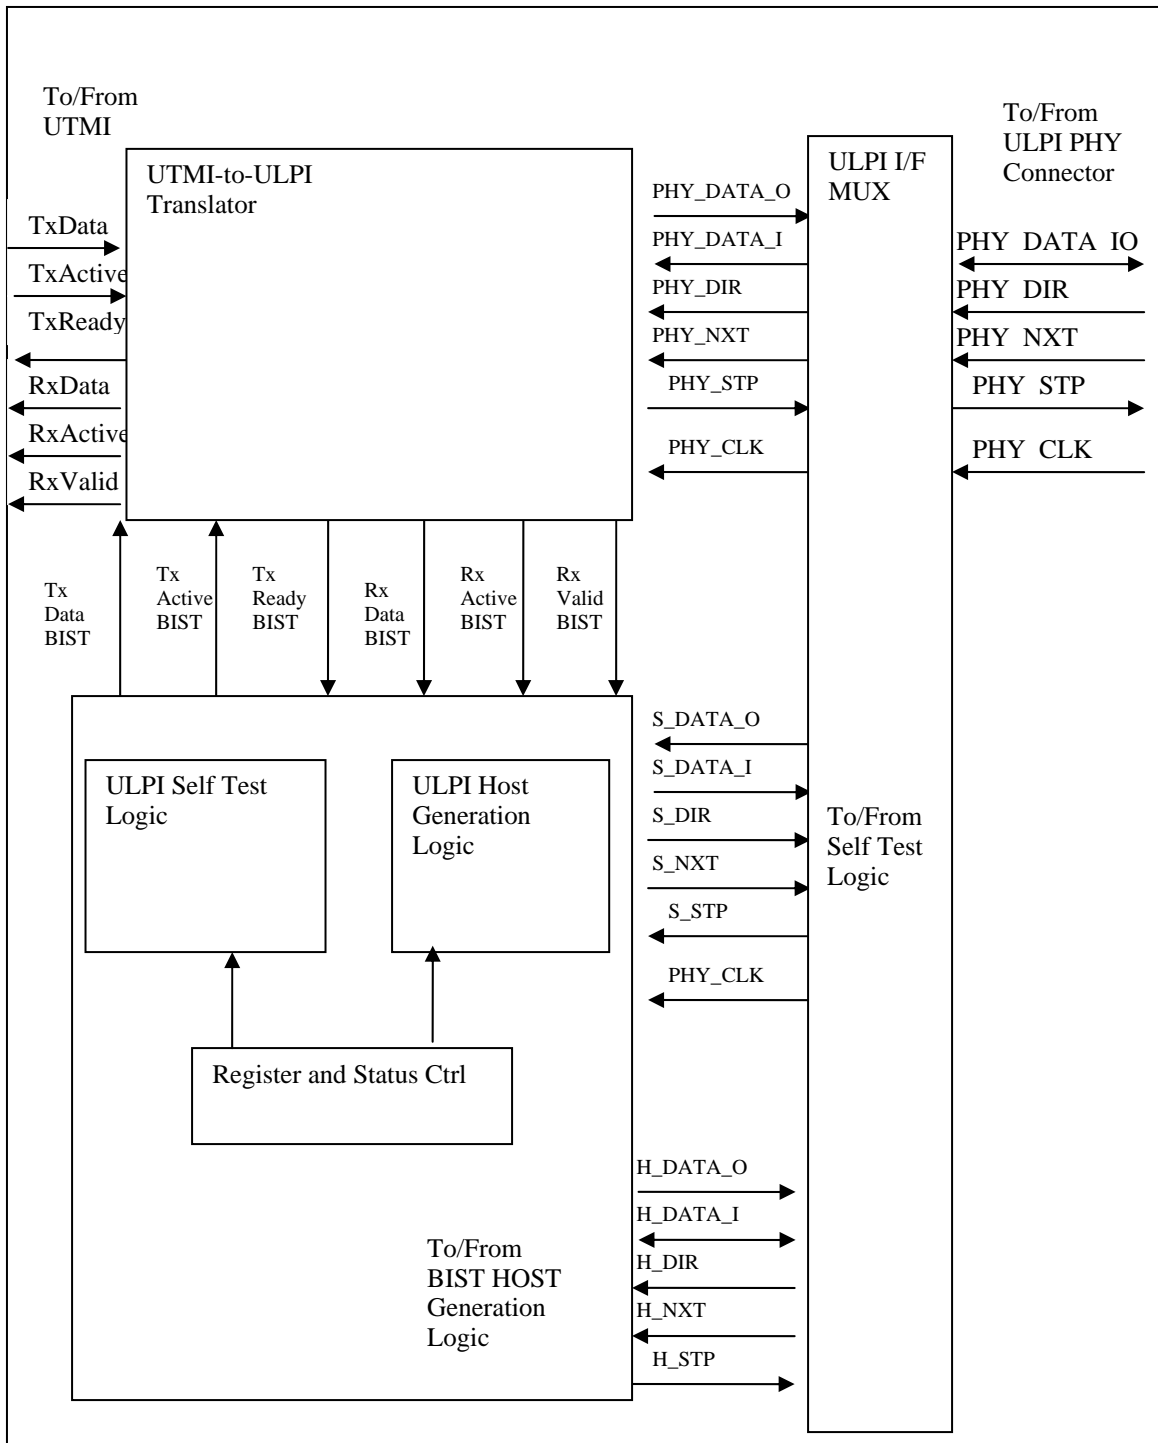 To/From
UTMI
TxData
TxActive
TxReady
RxData
RxActive
RxValid
UTMI-to-ULPI
Translator
PHY_DATA_O
PHY_DATA_I
PHY_DIR
PHY_NXT
PHY_STP
PHY_CLK
ULPI I/F
MUX
To/From
ULPI PHY
Connector
PHY DATA IO
PHY DIR
PHY NXT
PHY STP
PHY CLK
Tx
Data
BIST
Tx
Active
BIST
Tx
Ready
BIST
Rx
Data
BIST
Rx
Active
BIST
Rx
Valid
BIST
ULPI Self Test
Logic
ULPI Host
Generation
Logic
Register and Status Ctrl
S_DATA_O
S_DATA_I
S_DIR
S_NXT
S_STP
PHY_CLK
To/From
Self Test
Logic
To/From
BIST HOST
Generation
Logic
H_DATA_O
H_DATA_I
H_DIR
H_NXT
H_STP